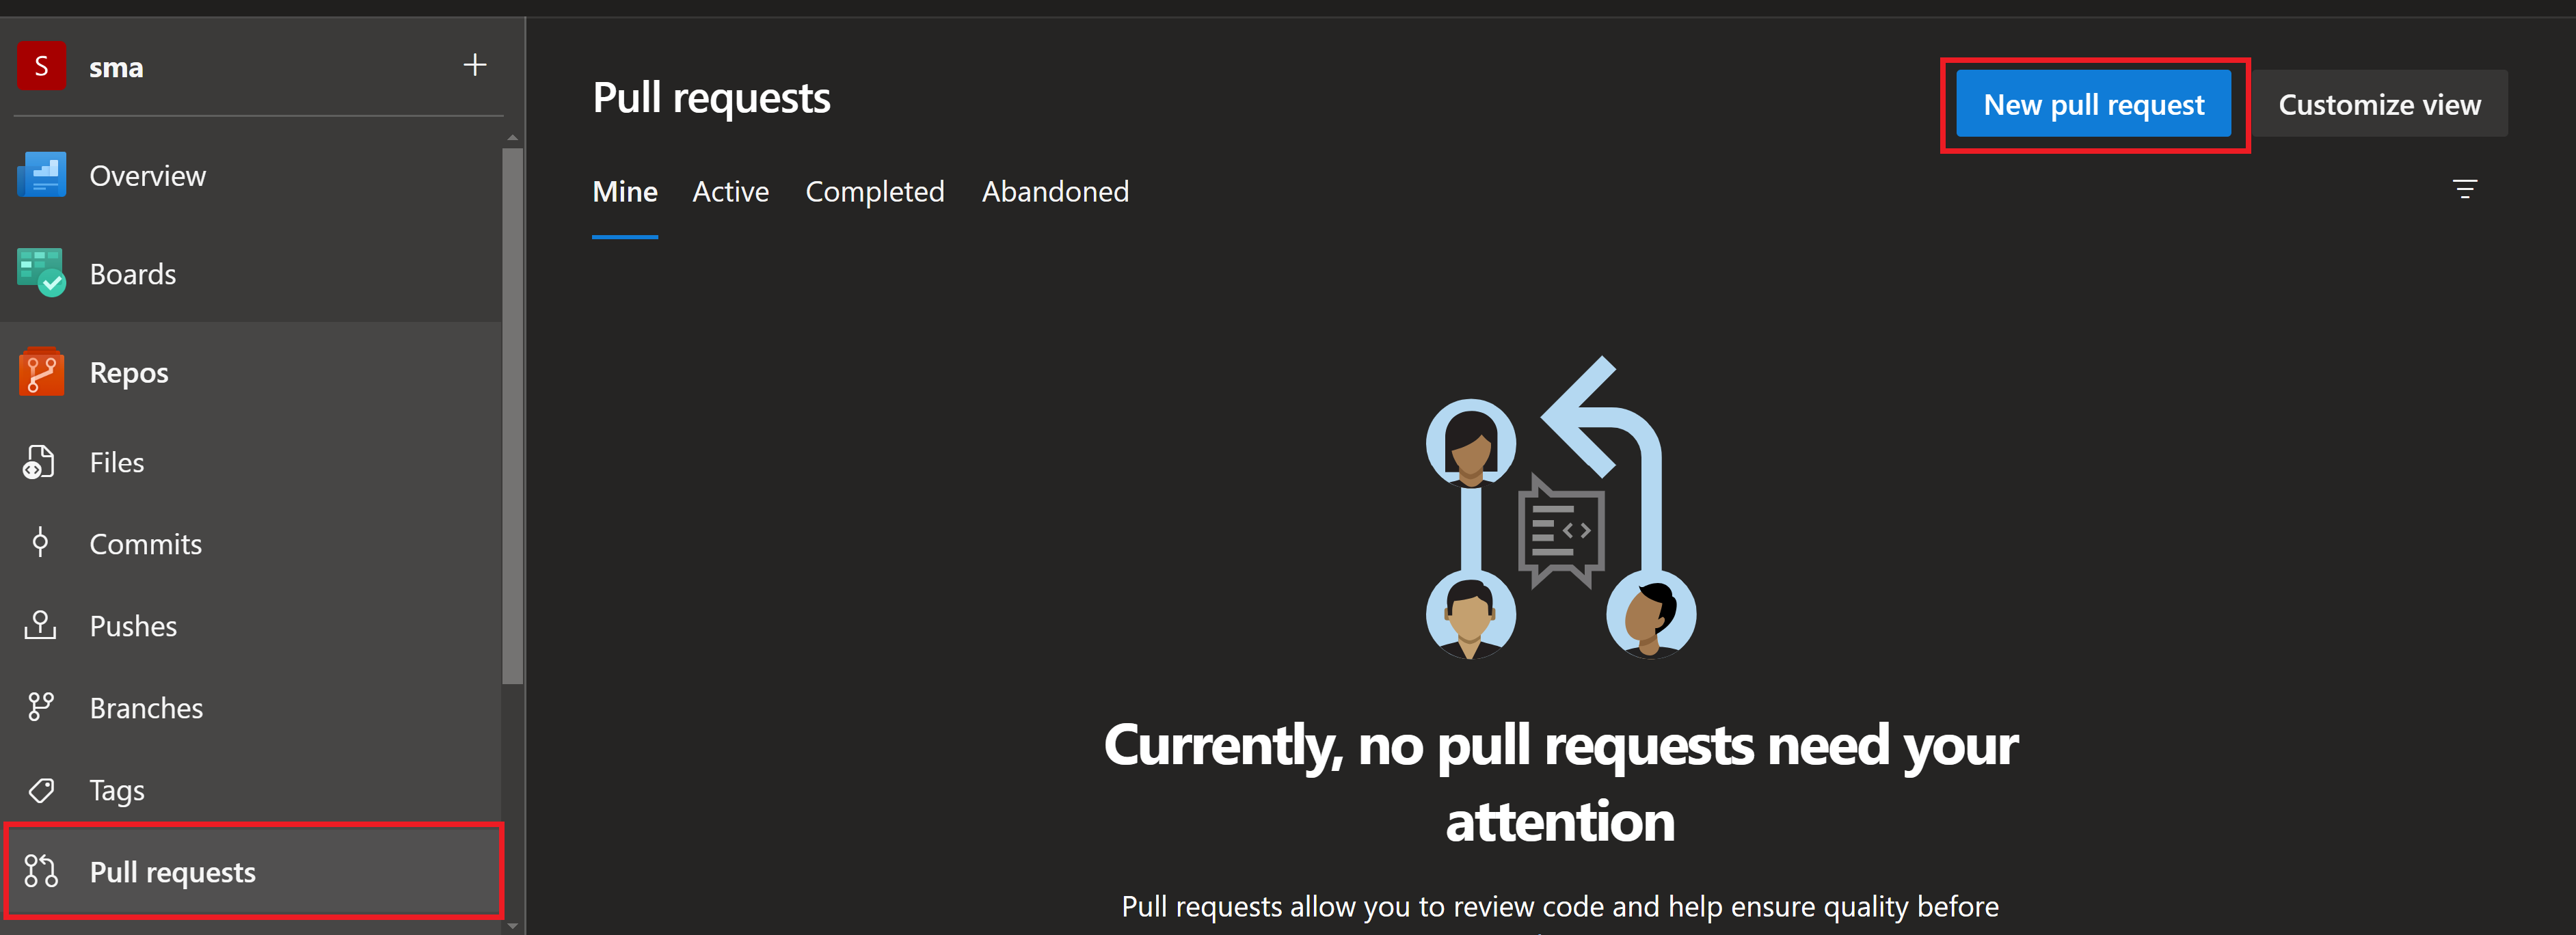 S
sma
Overview
Boards
Repos
Files
Commits
Pushes
Branches
Tags
Pull requests
Pull requests
New pull request
Customize view
Mine
Active
Completed
Abandoned
Currently, no pull requests need your
attention
Pull requests allow you to review code and help ensure quality before